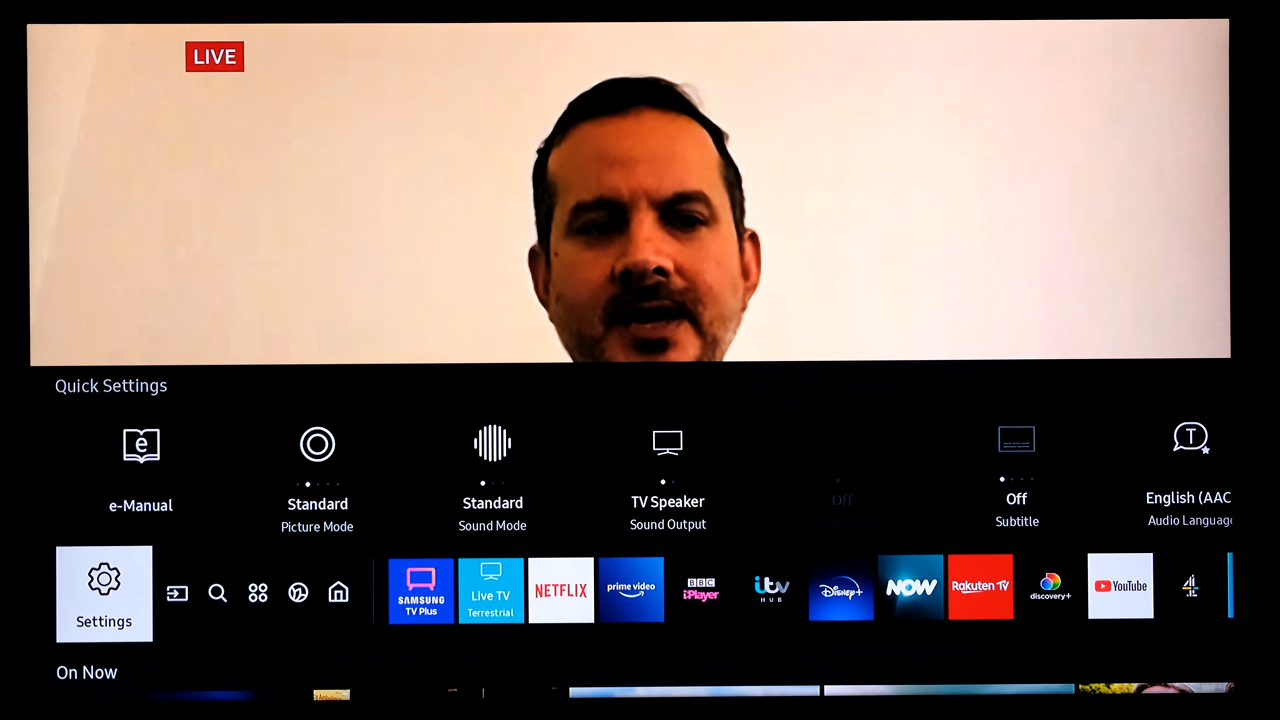 LIVE
Quick Settings
e-Manual
Standard
Picture Mode
Standard
Sound Mode
TV Speaker
Sound Output
Off
Off
Subtitle
English (AAC
Audio Language
Settings
SAMSUNG
TV Plus
Live TV
Terrestrial
NETFLIX
prime video
BBC
iPlayer
itv
HUB
Disney+
NOW
Rakuten TV
discovery+
YouTube
4
On Now